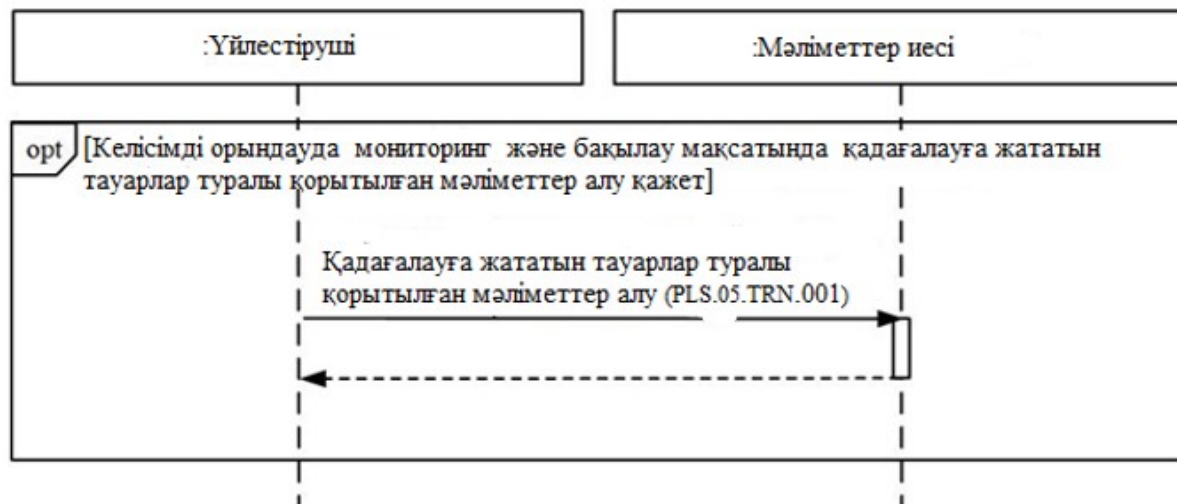 :Үйлестіруші
:Мәліметтер иесі
opt
[Келісімді орындауда мониторинг және бақылау мақсатында қадағалауға жататын
тауарлар туралы қорытылған мәліметтер алу қажет]
Қадағалауға жататын тауарлар туралы
қорытылған мәліметтер алу (PLS.05.TRN.001)